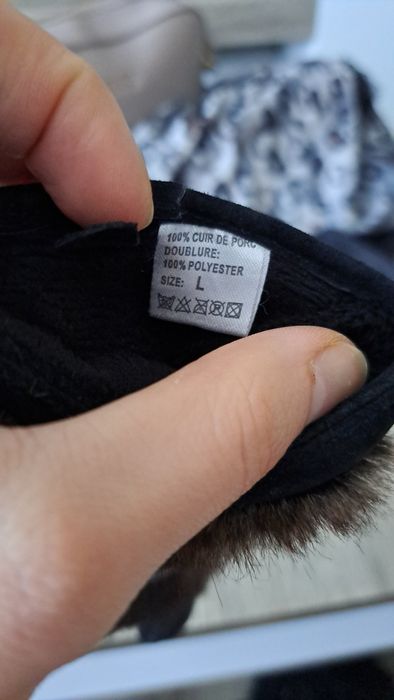 100% CUIR DE PORC
DOUBLURE:
100% POLYESTER
SIZE: L